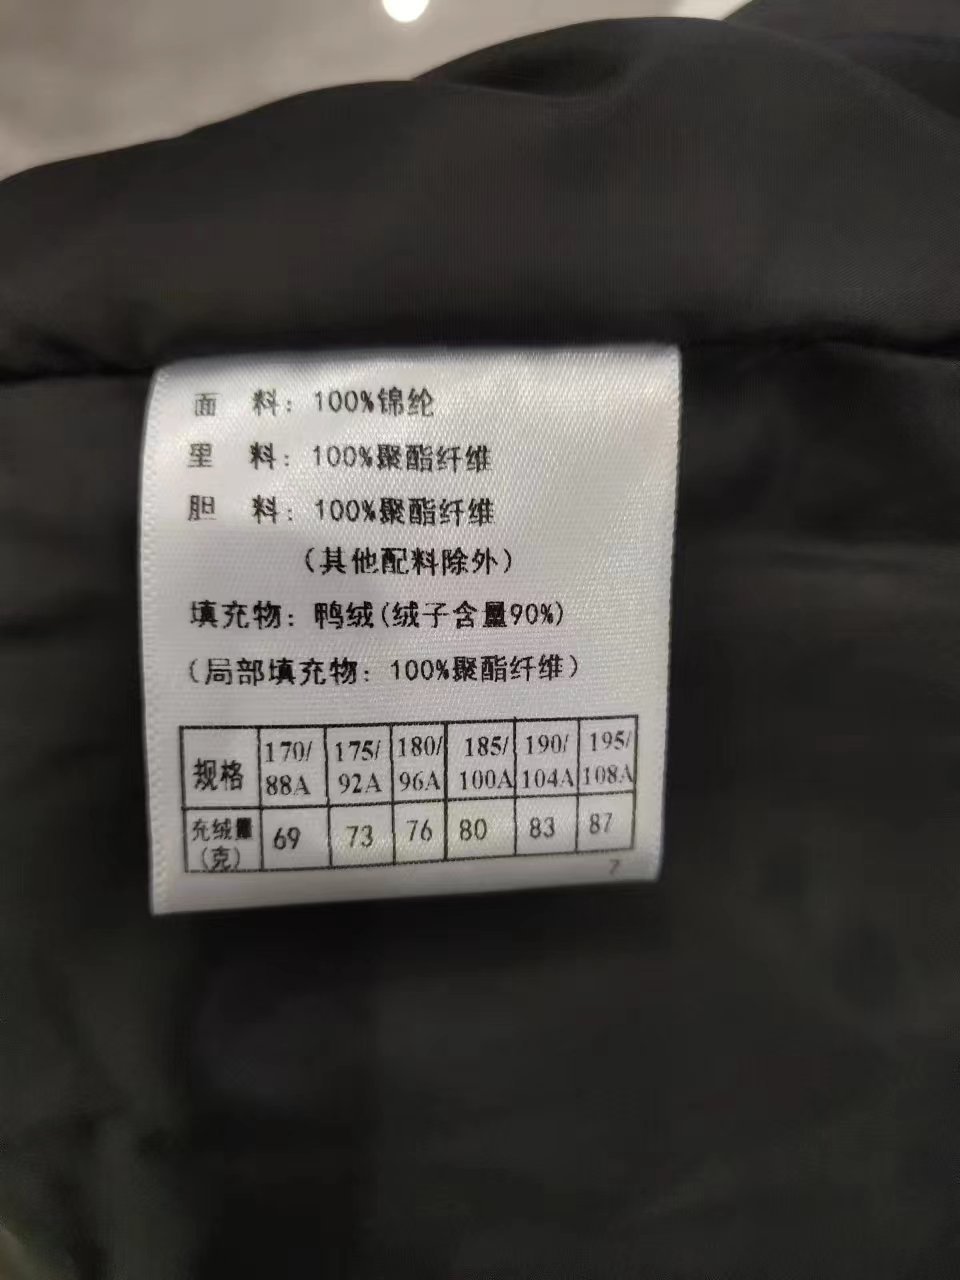 面 料：100%锦纶
里 料：100%聚酯纤维
胆 料：100%聚酯纤维
（其他配料除外）
填充物：鸭绒(绒子含量90%)
(局部填充物：100%聚酯纤维)
规格 170/88A 175/92A 180/96A 185/100A 190/104A 195/108A
充绒量(克) 69 73 76 80 83 87
7